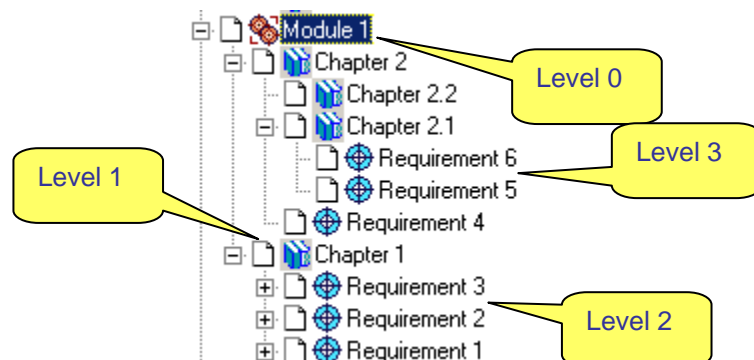 Module 1
Chapter 2
Level 0
Chapter 2.2
Chapter 2.1
Requirement 6
Level 3
Level 1
Requirement 5
Requirement 4
Chapter 1
Requirement 3
Requirement 2
Level 2
Requirement 1